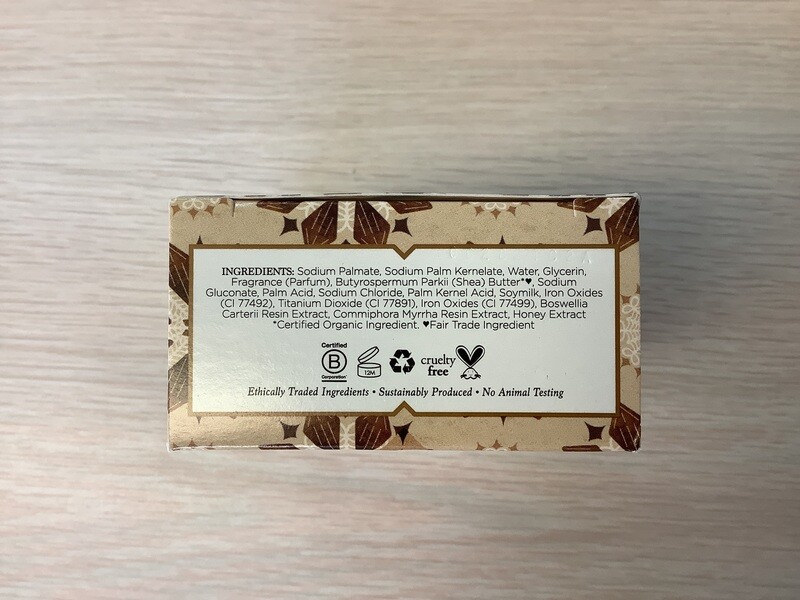 INGREDIENTS: Sodium Palmate, Sodium Palm Kernelate, Water, Glycerin,
Fragrance (Parfum), Butyrospermum Parkii (Shea) Butter*♥, Sodium
Gluconate, Palm Acid, Sodium Chloride, Palm Kernel Acid, Soymilk, Iron Oxides
(CI 77492), Titanium Dioxide (CI 77891), Iron Oxides (CI 77499), Boswellia
Carterii Resin Extract, Commiphora Myrrha Resin Extract, Honey Extract
*Certified Organic Ingredient. ♥Fair Trade Ingredient
Certified
B
Corporation
12M
cruelty
free
Ethically Traded Ingredients • Sustainably Produced • No Animal Testing